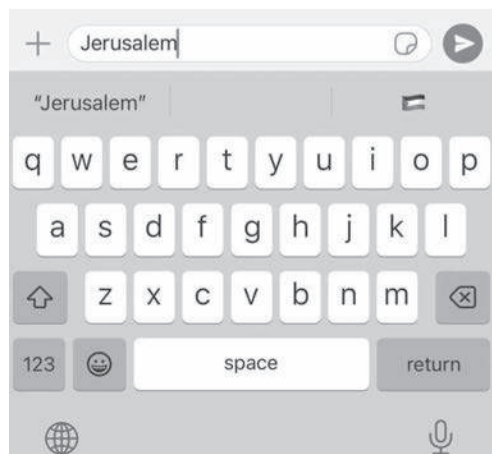 Jerusalem
“Jerusalem”
q w e r t y u i o p
a s d f g h j k l
z x c v b n m
123 space return